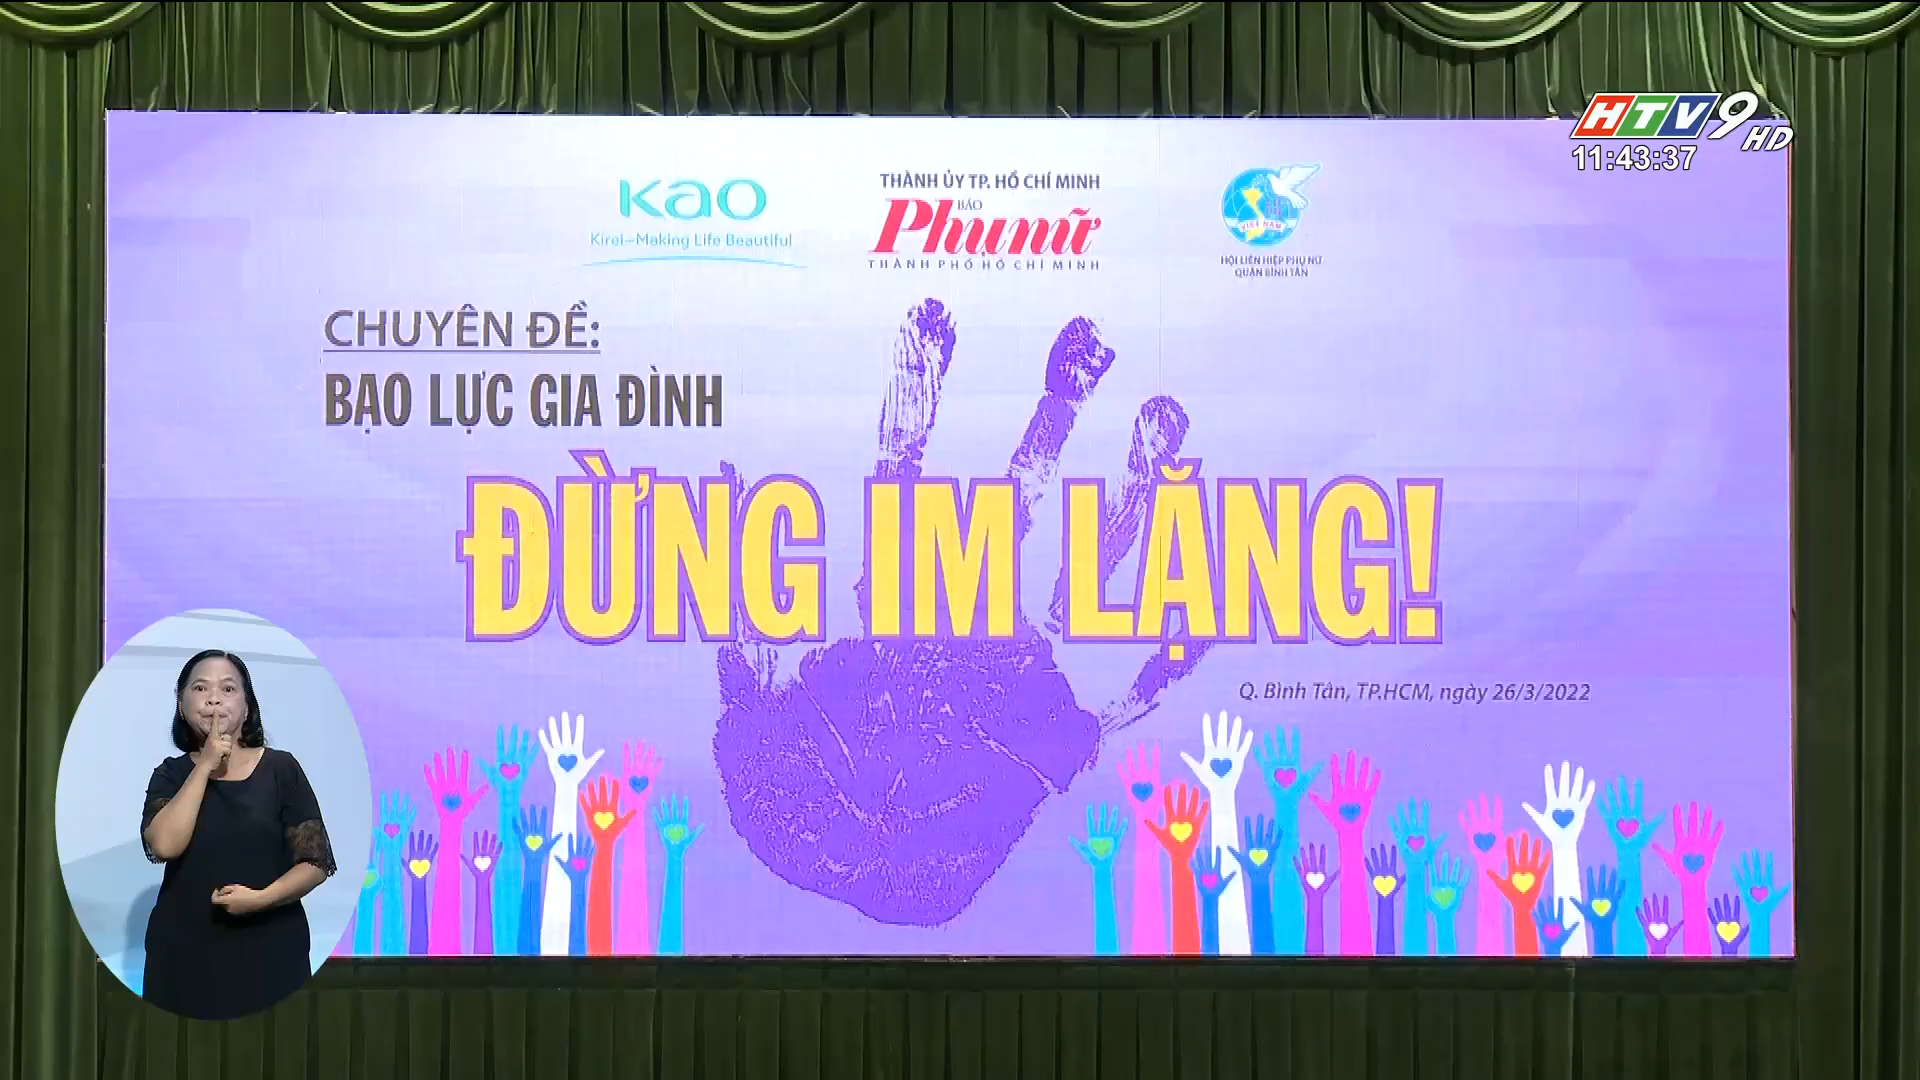 HTV9 HD
11:43:37
Kao
Kirei–Making Life Beautiful
THÀNH ỦY TP. HỒ CHÍ MINH
BÁO
Phụ nữ
THÀNH PHỐ HỒ CHÍ MINH
VIỆT NAM
HỘI LIÊN HIỆP PHỤ NỮ
QUẬN BÌNH TÂN
CHUYÊN ĐỀ:
BẠO LỰC GIA ĐÌNH
ĐỪNG IM LẶNG!
Q. Bình Tân, TP.HCM, ngày 26/3/2022